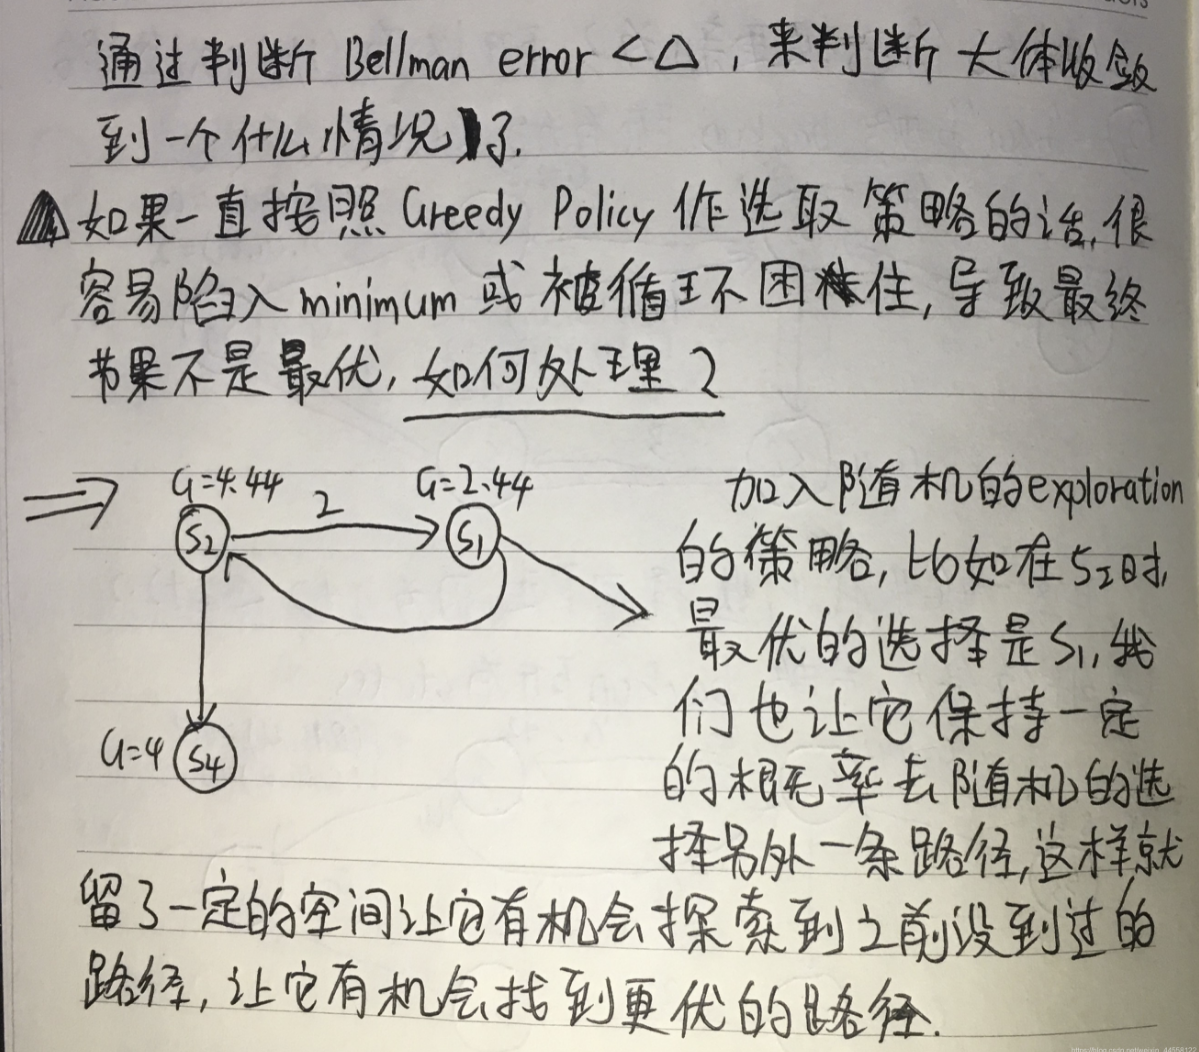 通过判断 Bellman error <△, 来判断大体收敛
到一个什么情况了.
如果一直按照 Greedy Policy 作选取策略的话, 很
容易陷入 minimum 或被循环困住, 导致最终
节果不是最优, 如何处理?
G=4.44
2
G=2.44
S2
S1
G=4
S4
加入随机的exploration
的策略, 比如在S2时,
最优的选择是S1, 我
们也让它保持一定
的概率去随机的选
择另外一条路径, 这样就
留了一定的空间让它有机会探索到之前没到过的
路径, 让它有机会找到更优的路径.